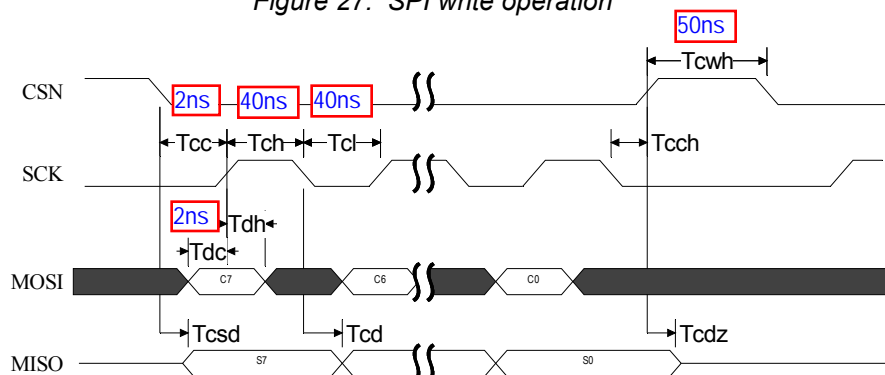 Figure 27: SPI write operation
50ns
Tcwh
CSN
2ns 40ns 40ns
Tcc Tch Tcl Tcch
SCK
2ns
Tdh
Tdc
MOSI C7 C6 C0
Tcsd Tcd Tcdz
MISO S7 S0